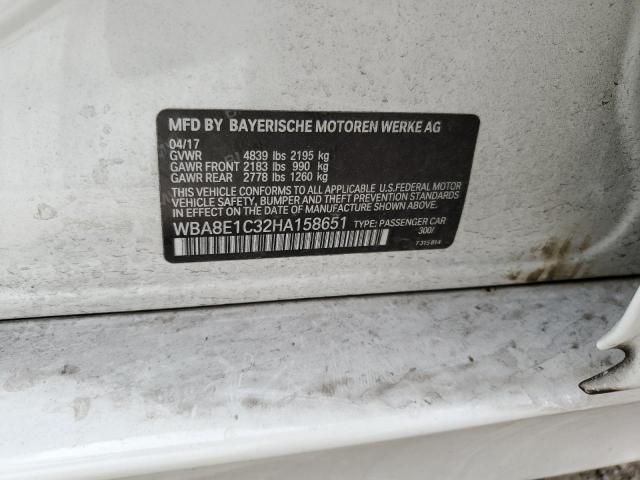 MFD BY BAYERISCHE MOTOREN WERKE AG
04/17
GVWR 4839 lbs 2195 kg
GAWR FRONT 2183 lbs 990 kg
GAWR REAR 2778 lbs 1260 kg
THIS VEHICLE CONFORMS TO ALL APPLICABLE U.S.FEDERAL MOTOR
VEHICLE SAFETY, BUMPER, AND THEFT PREVENTION STANDARDS
IN EFFECT ON THE DATE OF MANUFACTURE SHOWN ABOVE.
WBA8E1C32HA158651 TYPE: PASSENGER CAR
300/
7315814